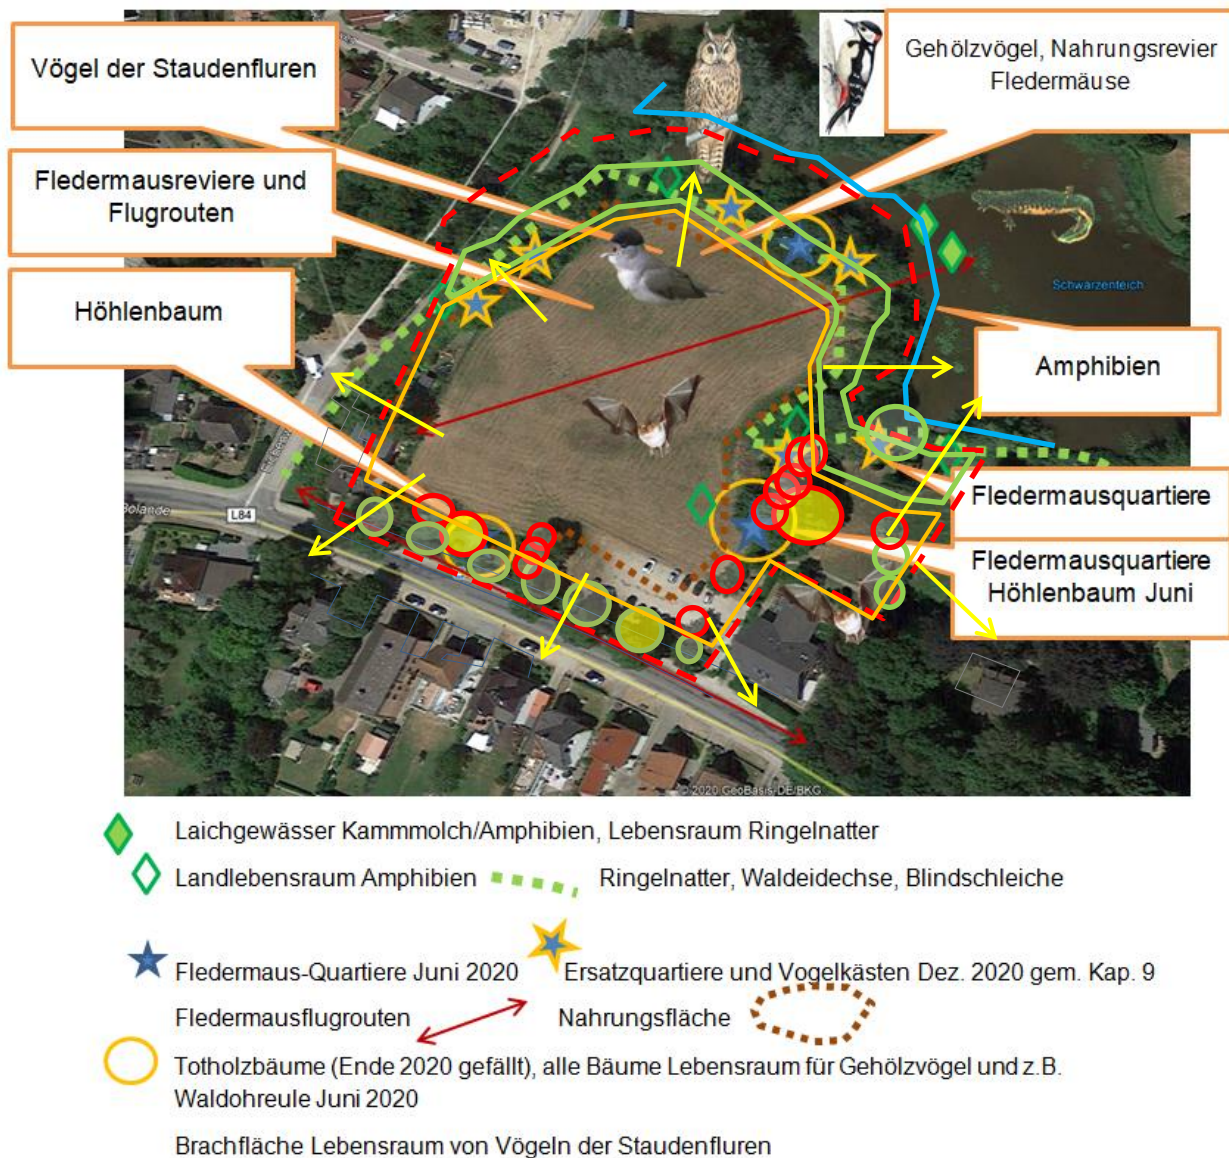 Vögel der Staudenfluren
Gehölzvögel, Nahrungsrevier
Fledermäuse
Fledermausreviere und
Flugrouten
Höhlenbaum
Schwarzenteich
Amphibien
Fledermausquartiere
Fledermausquartiere
Höhlenbaum Juni
L84
© 2020 GeoBasis-DE/BKG
Laichgewässer Kammmolch/Amphibien, Lebensraum Ringelnatter
Landlebensraum Amphibien Ringelnatter, Waldeidechse, Blindschleiche
Fledermaus-Quartiere Juni 2020 Ersatzquartiere und Vogelkästen Dez. 2020 gem. Kap. 9
Fledermausflugrouten Nahrungsfläche
Totholzbäume (Ende 2020 gefällt), alle Bäume Lebensraum für Gehölzvögel und z.B.
Waldohreule Juni 2020
Brachfläche Lebensraum von Vögeln der Staudenfluren